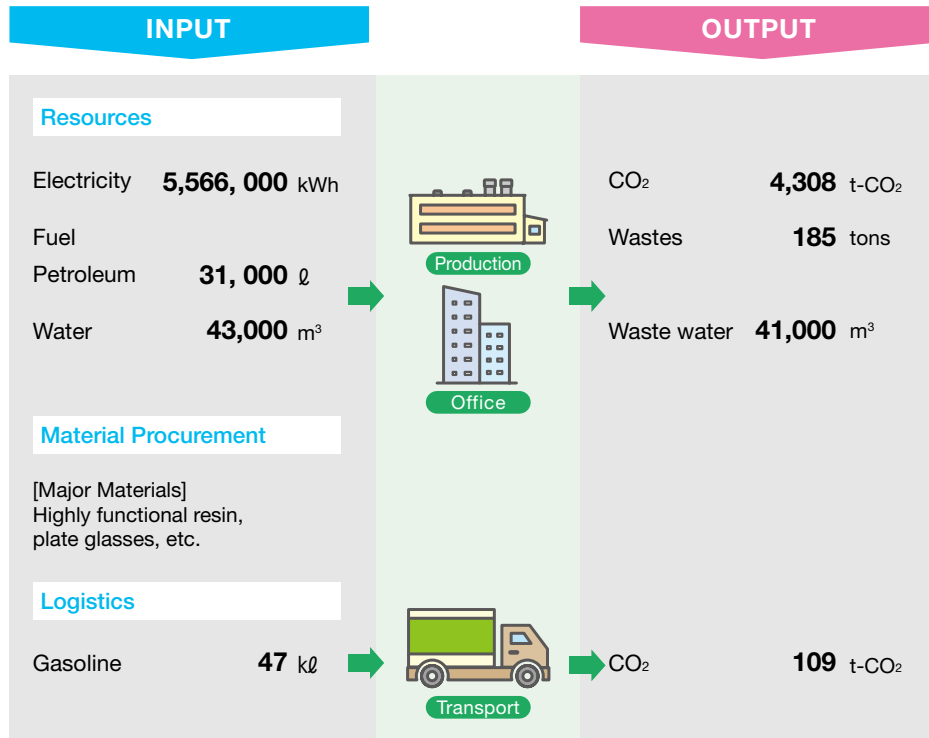 INPUT
OUTPUT
Resources
Electricity 5,566, 000 kWh
CO₂ 4,308 t-CO₂
Fuel
Wastes 185 tons
Petroleum 31, 000 ℓ
Production
Water 43,000 m³
Waste water 41,000 m³
Office
Material Procurement
[Major Materials]
Highly functional resin,
plate glasses, etc.
Logistics
Gasoline 47 kℓ
CO₂ 109 t-CO₂
Transport